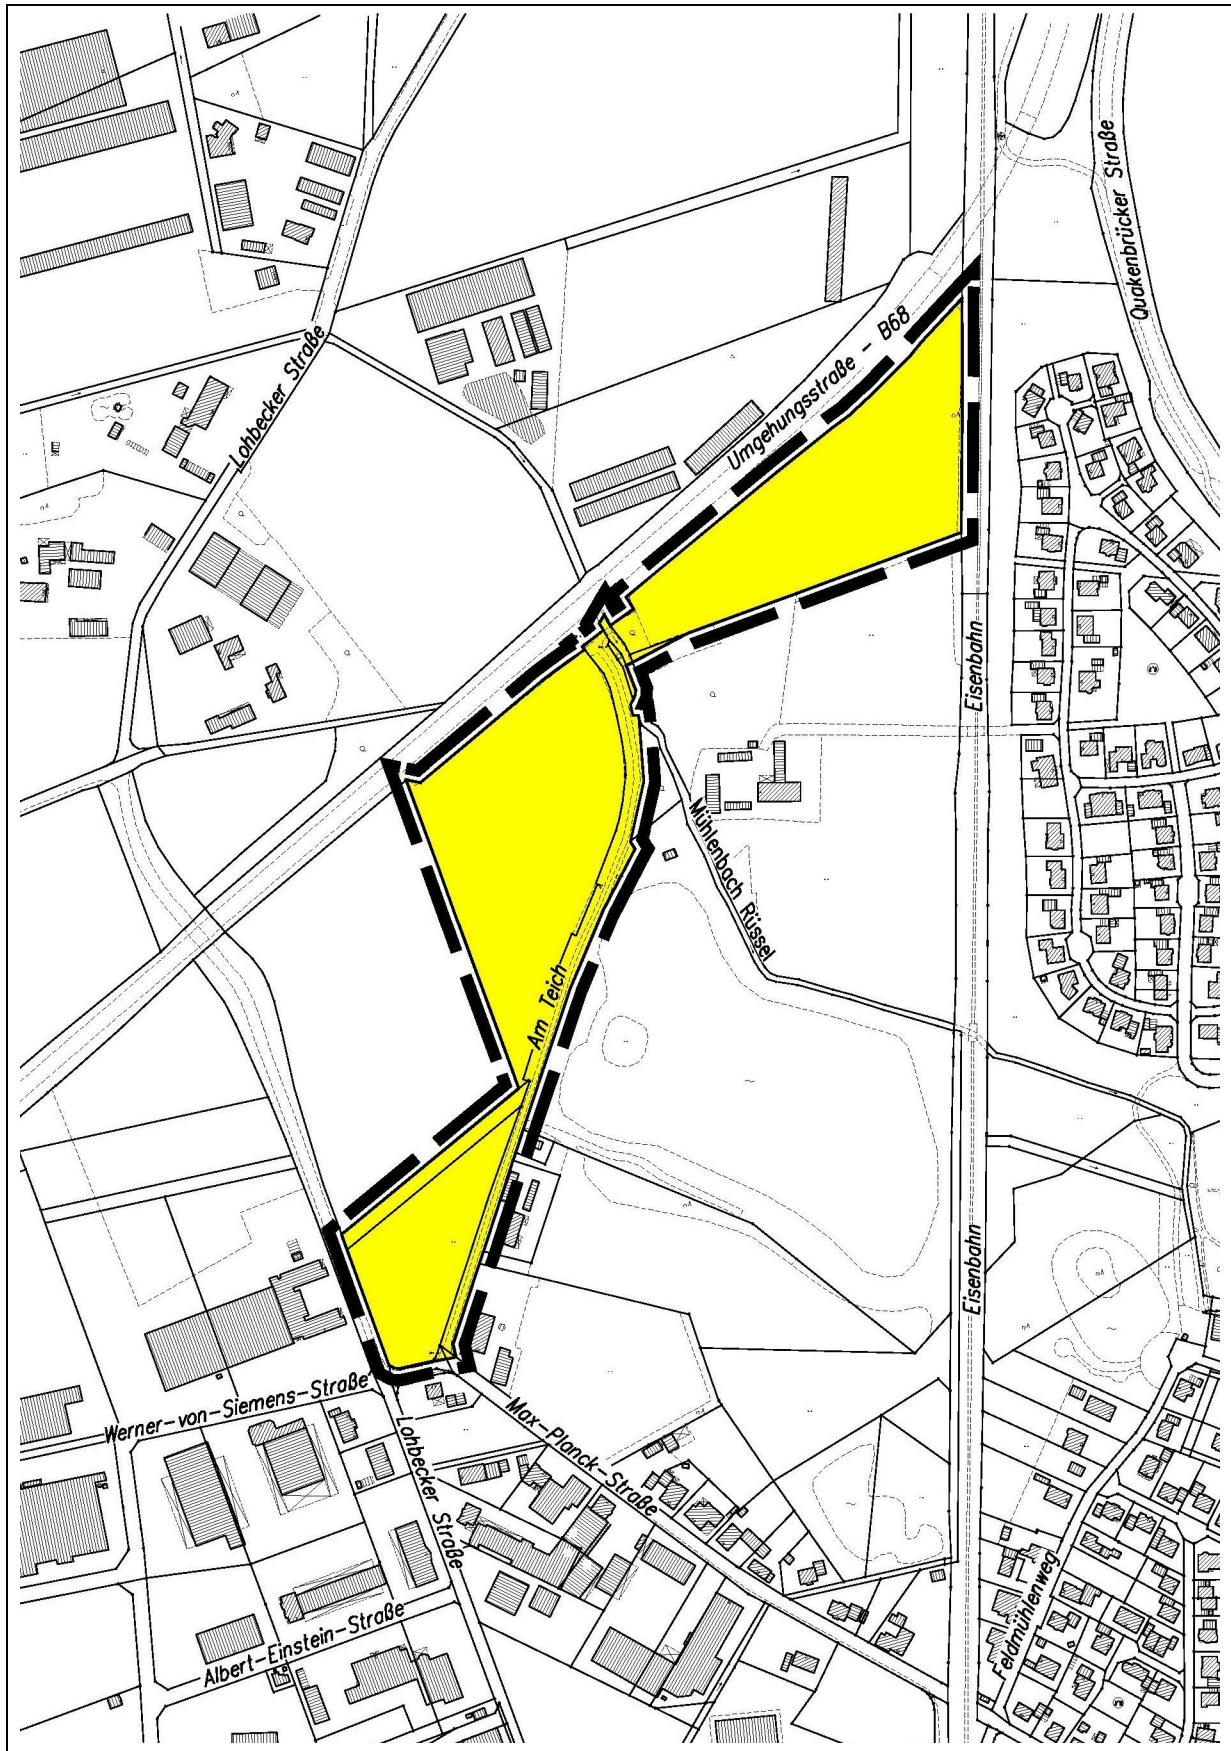 Quakenbrücker Straße
Umgehungsstraße - B68
Lohbecker Straße
Eisenbahn
Mühlenbach Rüssel
Am Teich
Eisenbahn
Werner-von-Siemens-Straße
Max-Planck-Straße
Lohbecker Straße
Albert-Einstein-Straße
Feldmühlenweg